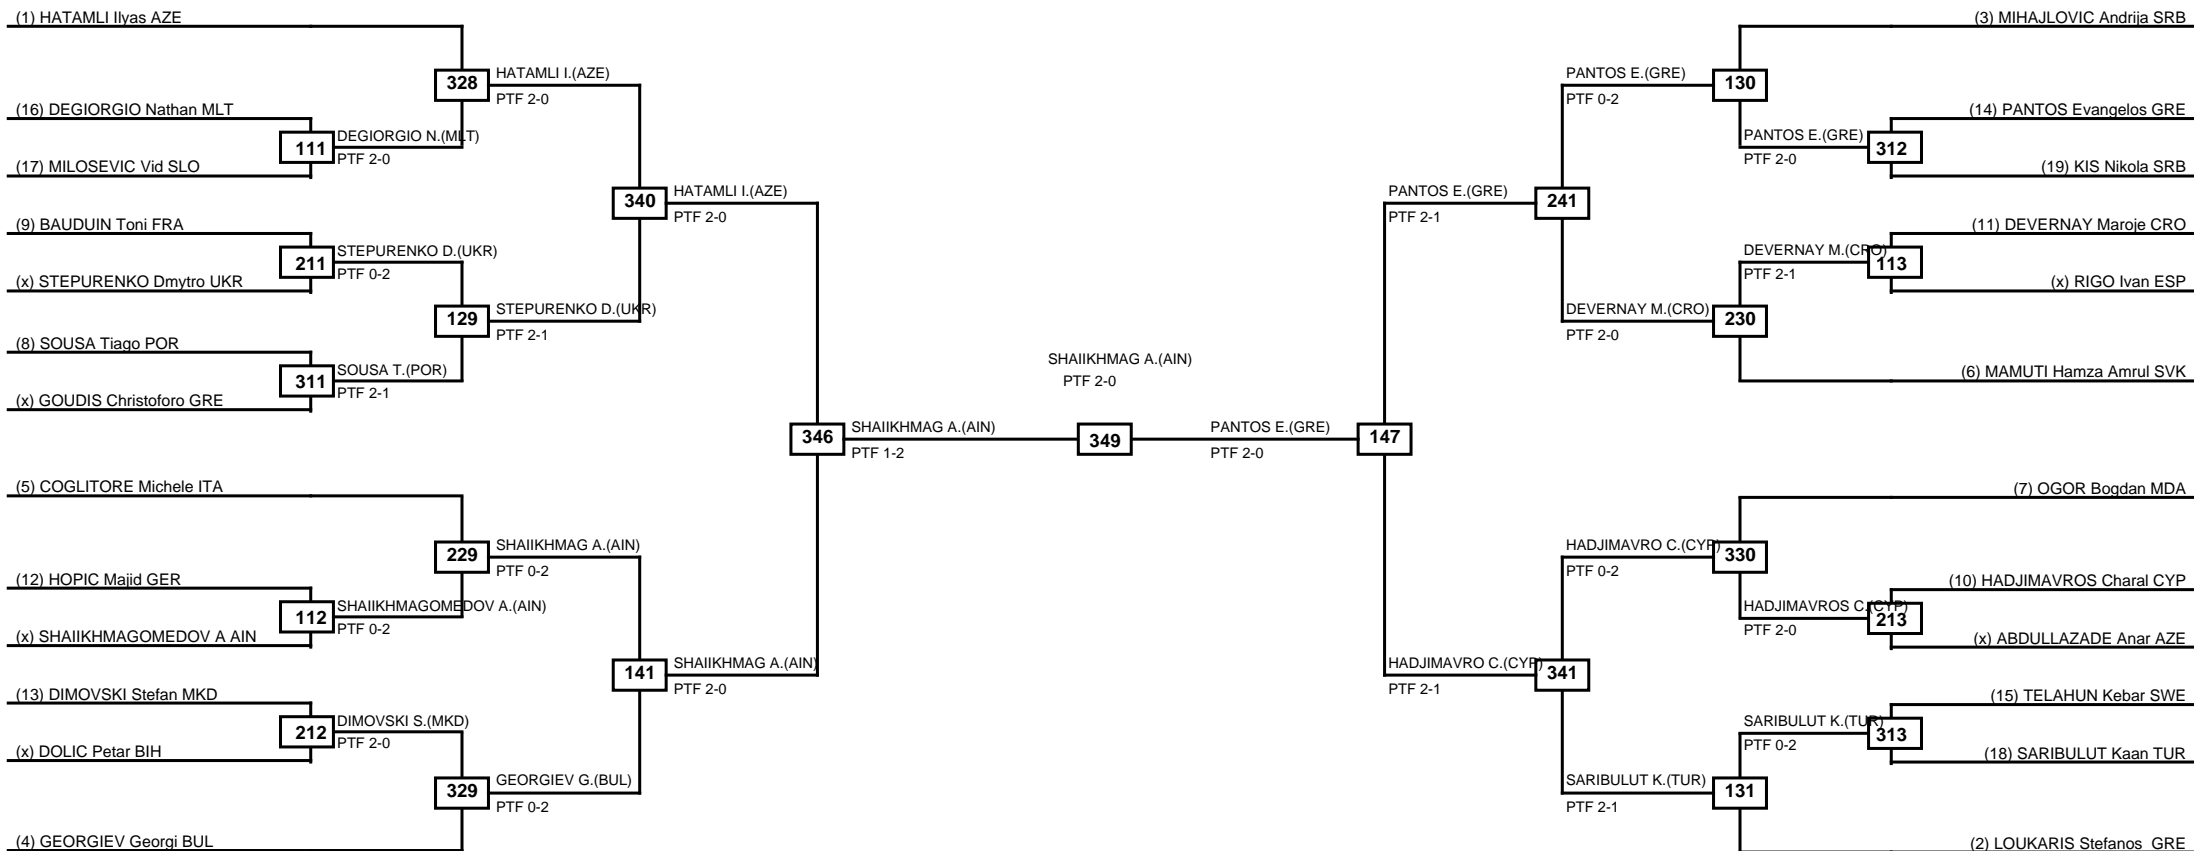 (1) HATAMLI Ilyas AZE
(16) DEGIORGIO Nathan MLT
(17) MILOSEVIC Vid SLO
(9) BAUDUIN Toni FRA
(x) STEPURENKO Dmytro UKR
(8) SOUSA Tiago POR
(x) GOUDIS Christoforo GRE
(5) COGLITORE Michele ITA
(12) HOPIC Majid GER
(x) SHAIIKHMAGOMEDOV A AIN
(13) DIMOVSKI Stefan MKD
(x) DOLIC Petar BIH
(4) GEORGIEV Georgi BUL
111
DEGIORGIO N.(MLT)
PTF 2-0
211
STEPURENKO D.(UKR)
PTF 0-2
311
SOUSA T.(POR)
PTF 2-1
112
SHAIIKHMAGOMEDOV A.(AIN)
PTF 0-2
212
DIMOVSKI S.(MKD)
PTF 2-0
328
HATAMLI I.(AZE)
PTF 2-0
129
STEPURENKO D.(UKR)
PTF 2-1
229
SHAIIKHMAG A.(AIN)
PTF 0-2
329
GEORGIEV G.(BUL)
PTF 0-2
340
HATAMLI I.(AZE)
PTF 2-0
141
SHAIIKHMAG A.(AIN)
PTF 2-0
346
SHAIIKHMAG A.(AIN)
PTF 1-2
SHAIIKHMAG A.(AIN)
PTF 2-0
349
PANTOS E.(GRE)
PTF 2-0
147
PANTOS E.(GRE)
PTF 2-1
241
HADJIMAVRO C.(CYP)
PTF 2-1
341
PANTOS E.(GRE)
PTF 0-2
130
DEVERNAY M.(CRO)
PTF 2-0
230
HADJIMAVRO C.(CYP)
PTF 0-2
330
SARIBULUT K.(TUR)
PTF 2-1
131
PANTOS E.(GRE)
PTF 2-0
312
DEVERNAY M.(CRO)
PTF 2-1
113
HADJIMAVROS C.(CYP)
PTF 2-0
213
SARIBULUT K.(TUR)
PTF 0-2
313
(3) MIHAJLOVIC Andrija SRB
(14) PANTOS Evangelos GRE
(19) KIS Nikola SRB
(11) DEVERNAY Maroje CRO
(x) RIGO Ivan ESP
(6) MAMUTI Hamza Amrul SVK
(7) OGOR Bogdan MDA
(10) HADJIMAVROS Charal CYP
(x) ABDULLAZADE Anar AZE
(15) TELAHUN Kebar SWE
(18) SARIBULUT Kaan TUR
(2) LOUKARIS Stefanos GRE